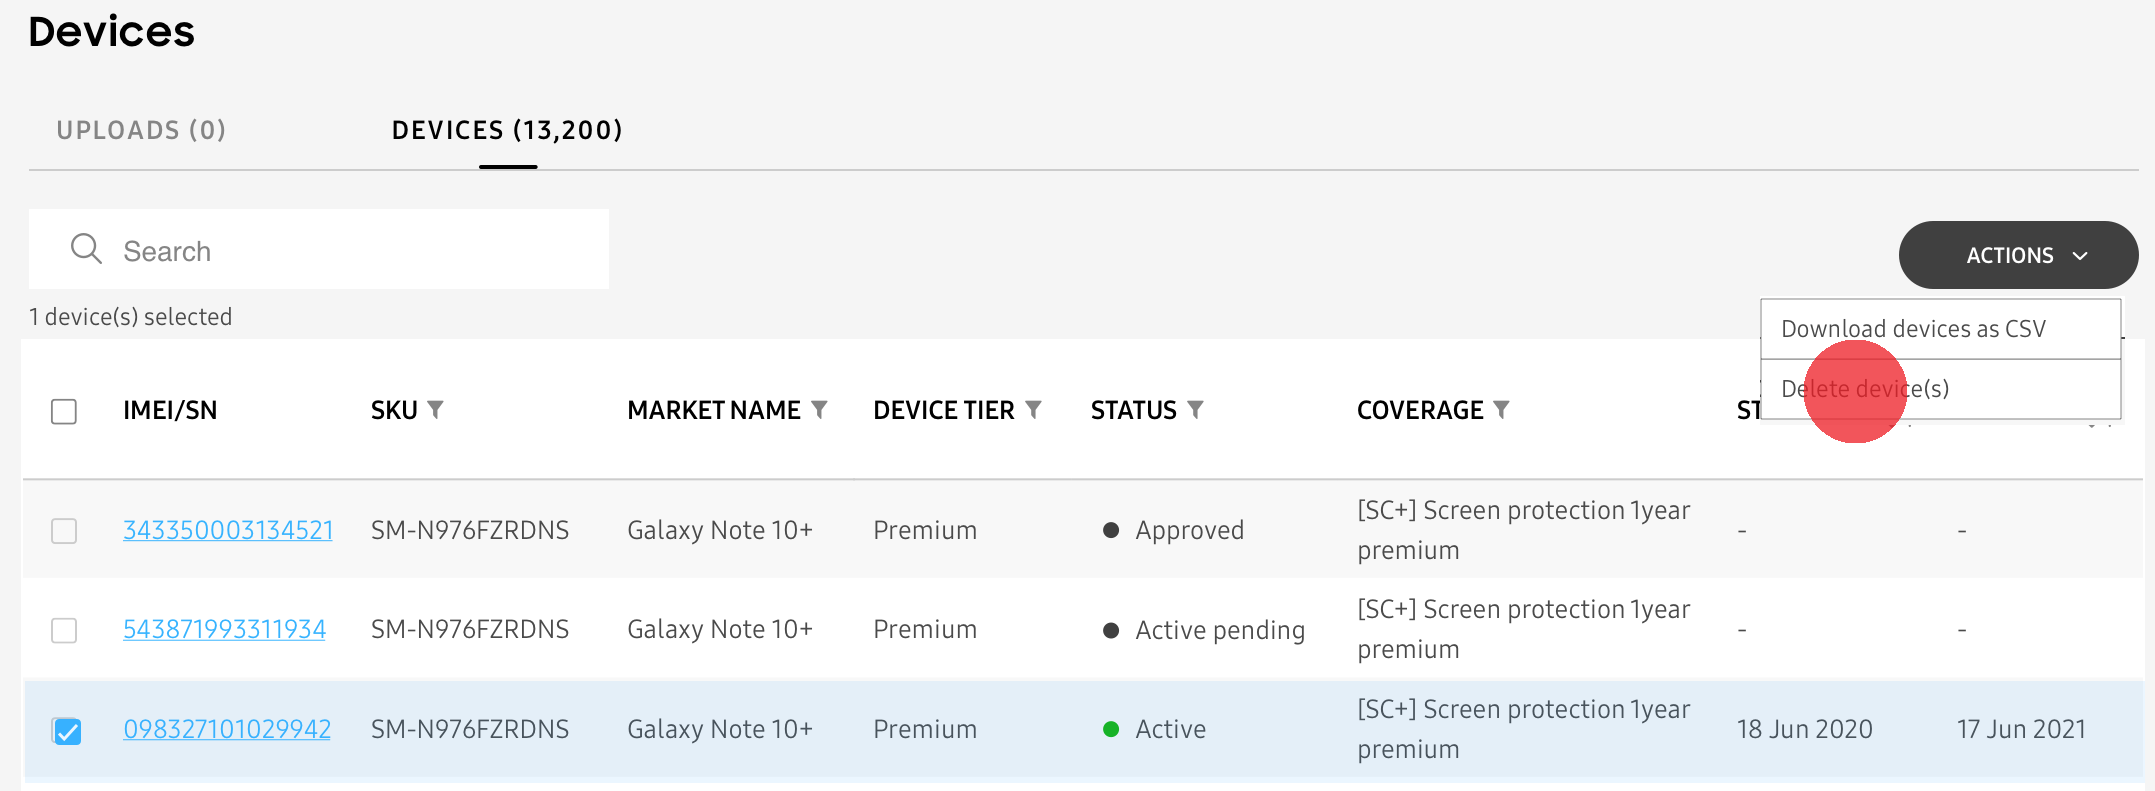 Devices
UPLOADS (0) DEVICES (13,200)
Search
ACTIONS
1 device(s) selected
Download devices as CSV
Delete device(s)
IMEI/SN SKU MARKET NAME DEVICE TIER STATUS COVERAGE
343350003134521 SM-N976FZRDNS Galaxy Note 10+ Premium Approved [SC+] Screen protection 1year - -
premium
543871993311934 SM-N976FZRDNS Galaxy Note 10+ Premium Active pending [SC+] Screen protection 1year - -
premium
098327101029942 SM-N976FZRDNS Galaxy Note 10+ Premium Active [SC+] Screen protection 1year 18 Jun 2020 17 Jun 2021
premium